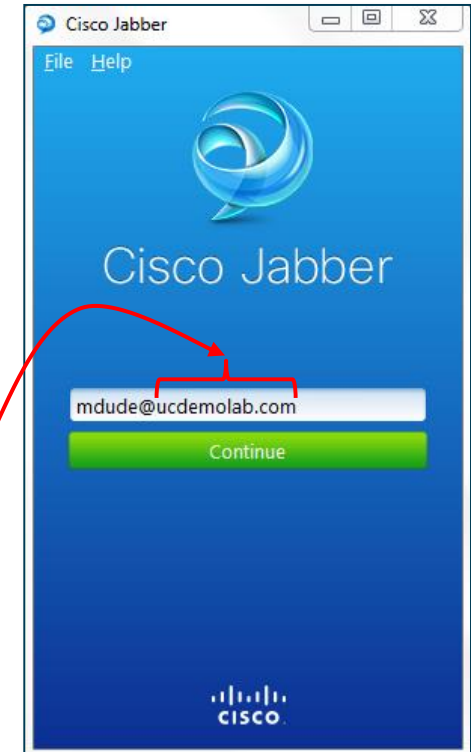 Cisco Jabber
File Help
Cisco Jabber
mdude@ucdemolab.com
Continue
CISCO